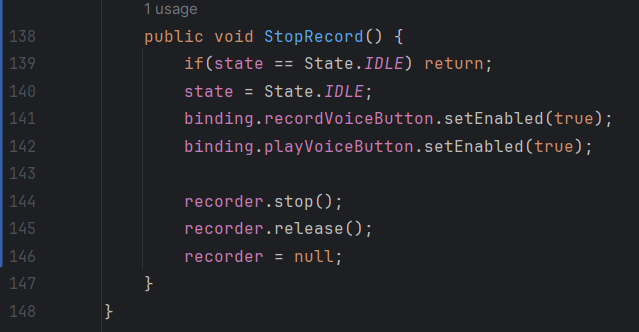 1 usage
138 public void StopRecord() {
139 if(state == State.IDLE) return;
140 state = State.IDLE;
141 binding.recordVoiceButton.setEnabled(true);
142 binding.playVoiceButton.setEnabled(true);
143
144 recorder.stop();
145 recorder.release();
146 recorder = null;
147 }
148 }